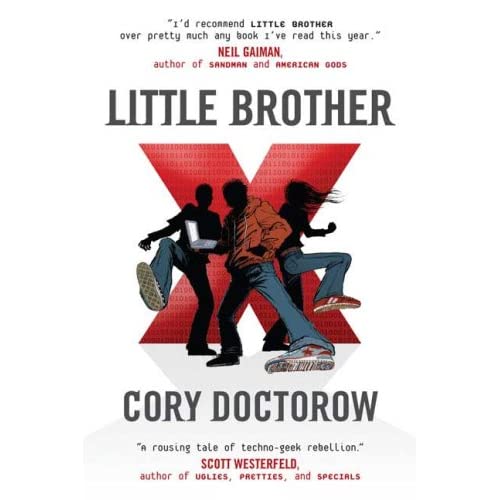 "I'd recommend LITTLE BROTHER
over pretty much any book I've read this year."
NEIL GAIMAN,
author of SANDMAN and AMERICAN GODS
LITTLE BROTHER
CORY DOCTOROW
"A rousing tale of techno-geek rebellion."
SCOTT WESTERFELD,
author of UGLIES, PRETTIES, and SPECIALS